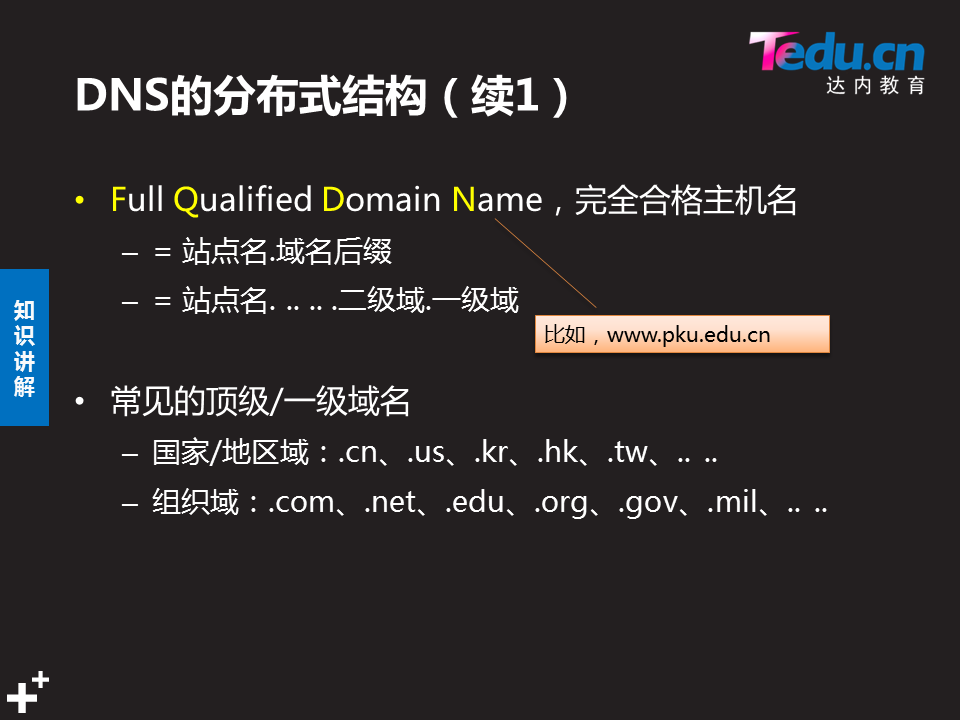 Tedu.cn
达内教育
DNS的分布式结构（续1）
• Full Qualified Domain Name，完全合格主机名
– = 站点名.域名后缀
– = 站点名. .. .. .二级域.一级域
比如，www.pku.edu.cn
知识讲解
• 常见的顶级/一级域名
– 国家/地区域：.cn、.us、.kr、.hk、.tw、.. ..
– 组织域：.com、.net、.edu、.org、.gov、.mil、.. ..